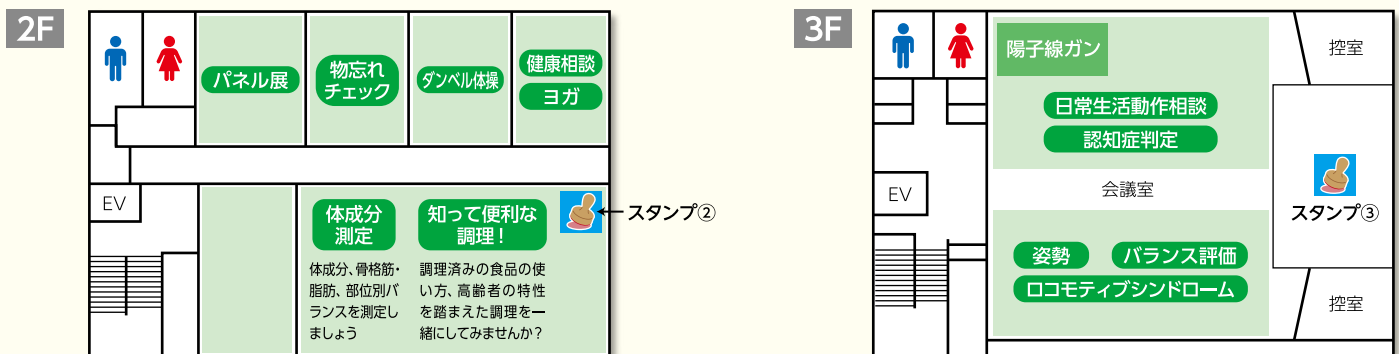 2F
パネル展
物忘れ
チェック
ダンベル体操
健康相談
ヨガ
EV
体成分
測定
体成分、骨格筋・
脂肪、部位別バ
ランスを測定し
ましょう
知って便利な
調理！
調理済みの食品の使
い方、高齢者の特性
を踏まえた調理を一
緒にしてみませんか？
スタンプ②
3F
陽子線ガン
日常生活動作相談
認知症判定
控室
EV
会議室
スタンプ③
姿勢
バランス評価
ロコモティブシンドローム
控室